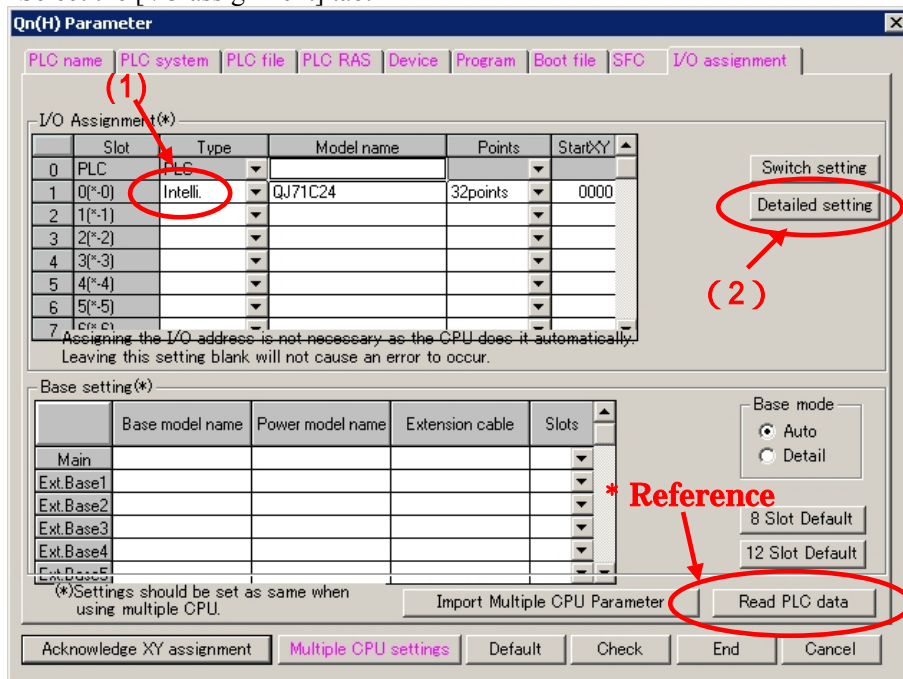 Qn(H) Parameter
PLC name PLC system PLC file PLC RAS Device Program Boot file SFC I/O assignment
(1)
I/O Assignment(*)
Slot Type Model name Points StartXY
0 PLC PLC
Switch setting
1 0(*-0) Intelli. QJ71C24 32points 0000
Detailed setting
2 1(*-1)
3 2(*-2)
4 3(*-3)
5 4(*-4)
(2)
6 5(*-5)
7 6(*-6)
Assigning the I/O address is not necessary as the CPU does it automatically.
Leaving this setting blank will not cause an error to occur.
Base setting(*)
Base model name Power model name Extension cable Slots
Base mode
Auto
Detail
Main
Ext.Base1
Ext.Base2
Ext.Base3
Ext.Base4
Ext.Base5
* Reference
8 Slot Default
12 Slot Default
(*)Settings should be set as same when
using multiple CPU.
Import Multiple CPU Parameter Read PLC data
Acknowledge XY assignment Multiple CPU settings Default Check End Cancel